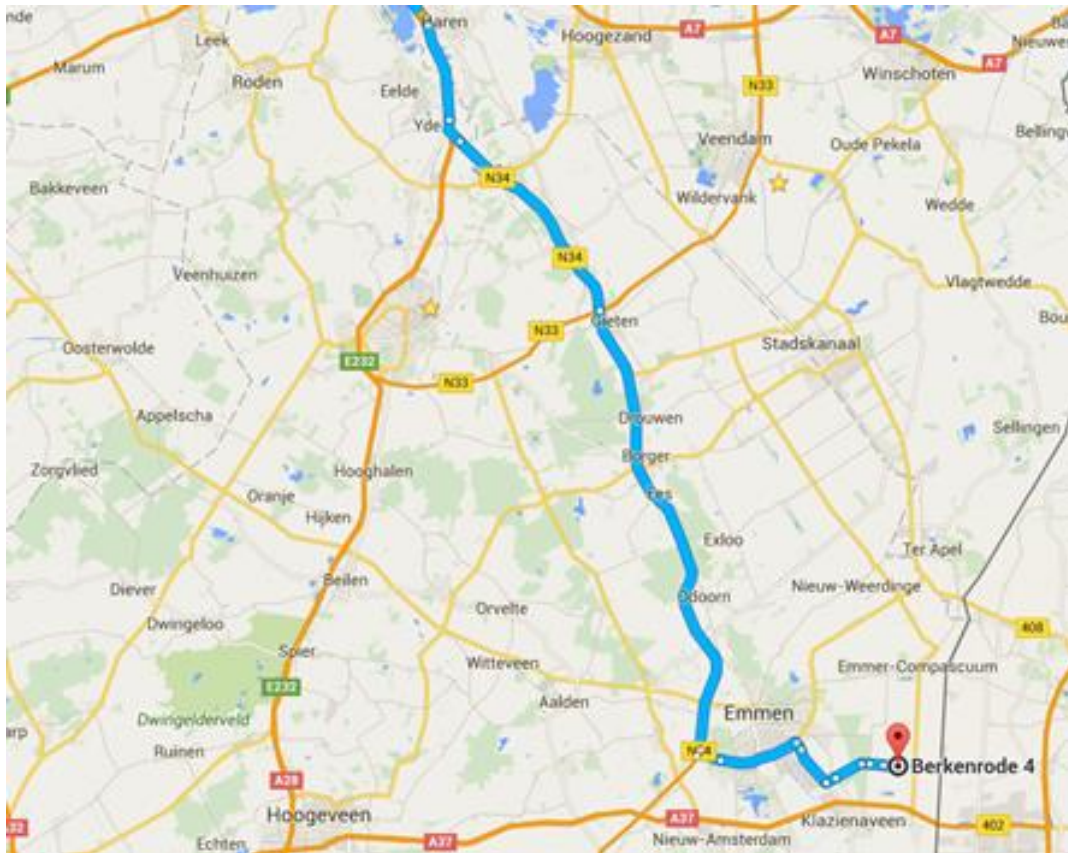 Haren
Leek
Hoogezand
A7
A7
Nieuwe
A7
Marum
Roden
Winschoten
Eelde
N33
Yde
Veendam
Oude Pekela
Bellingw
N34
Bakkeveen
Wildervank
Wedde
N34
Veenhuizen
Vlagtwedde
Gieten
Bou
N33
Oosterwolde
E232
Stadskanaal
N33
Appelscha
Drouwen
Sellingen
Zorgvlied
Hooghalen
Borger
Oranje
Ees
Hijken
Exloo
Ter Apel
Diever
Beilen
Nieuw-Weerdinge
Odoorn
Orvelte
Dwingeloo
408
Spier
Witteveen
Emmer-Compascuum
E232
Aalden
Dwingelderveld
Emmen
arp
Ruinen
N34
Berkenrode 4
A28
Hoogeveen
A37
Klazienaveen
402
A37
Nieuw-Amsterdam
Echten